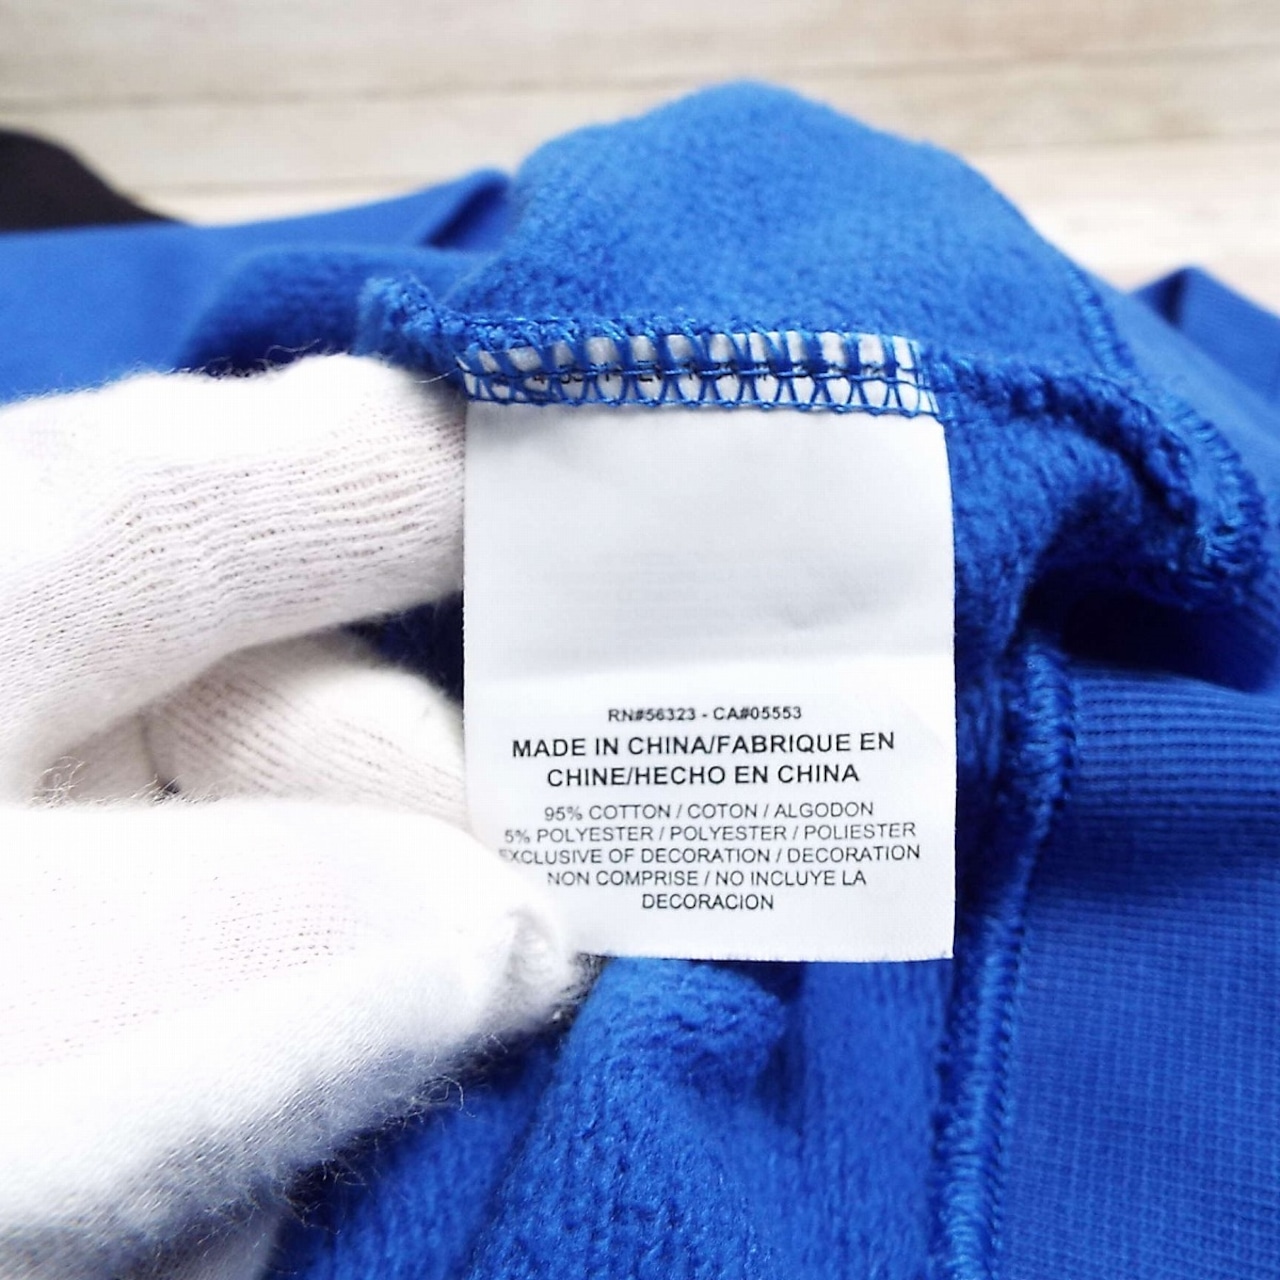 RN#56323 - CA#05553
MADE IN CHINA/FABRIQUE EN
CHINE/HECHO EN CHINA
95% COTTON / COTON / ALGODON
5% POLYESTER / POLYESTER / POLIESTER
EXCLUSIVE OF DECORATION / DECORATION
NON COMPRISE / NO INCLUYE LA
DECORACION